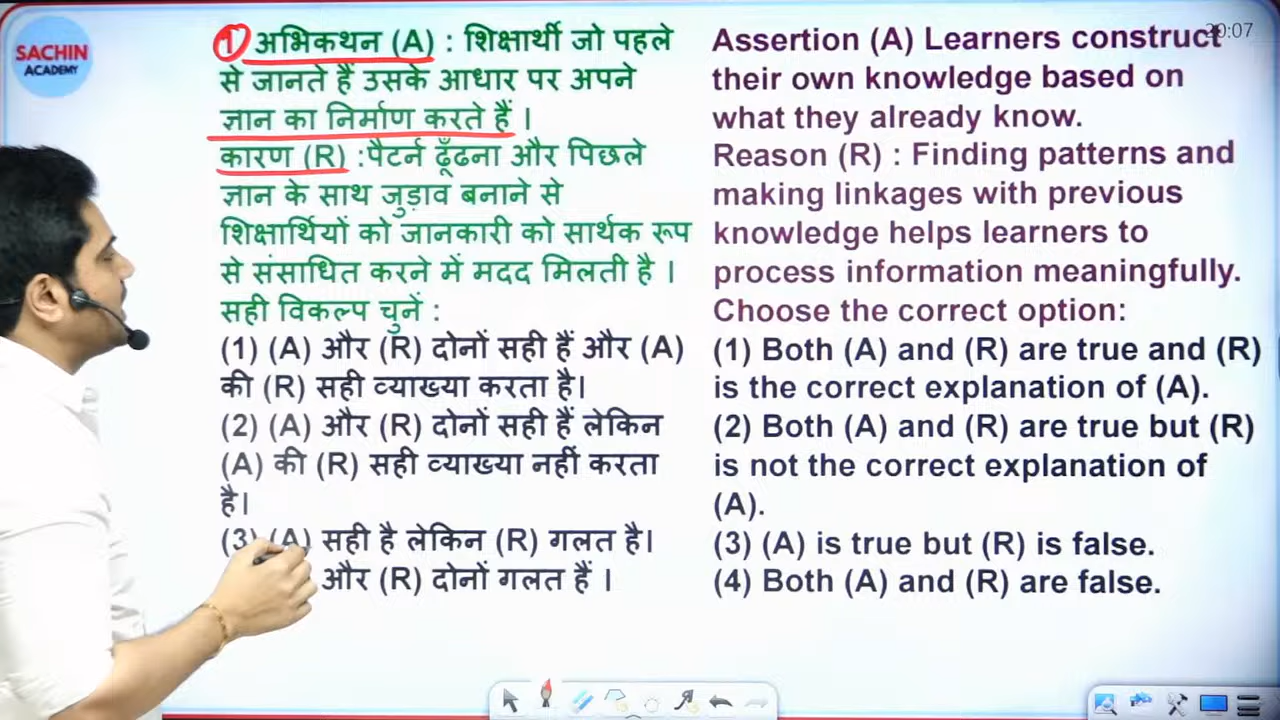 SACHIN
ACADEMY
20:07
1 अभिकथन (A) : शिक्षार्थी जो पहले
से जानते हैं उसके आधार पर अपने
ज्ञान का निर्माण करते हैं ।
कारण (R) :पैटर्न ढूँढना और पिछले
ज्ञान के साथ जुड़ाव बनाने से
शिक्षार्थियों को जानकारी को सार्थक रूप
से संसाधित करने में मदद मिलती है ।
सही विकल्प चुनें :
(1) (A) और (R) दोनों सही हैं और (A)
की (R) सही व्याख्या करता है।
(2) (A) और (R) दोनों सही हैं लेकिन
(A) की (R) सही व्याख्या नहीं करता
है।
(3) (A) सही है लेकिन (R) गलत है।
और (R) दोनों गलत हैं ।
Assertion (A) Learners construct
their own knowledge based on
what they already know.
Reason (R) : Finding patterns and
making linkages with previous
knowledge helps learners to
process information meaningfully.
Choose the correct option:
(1) Both (A) and (R) are true and (R)
is the correct explanation of (A).
(2) Both (A) and (R) are true but (R)
is not the correct explanation of
(A).
(3) (A) is true but (R) is false.
(4) Both (A) and (R) are false.